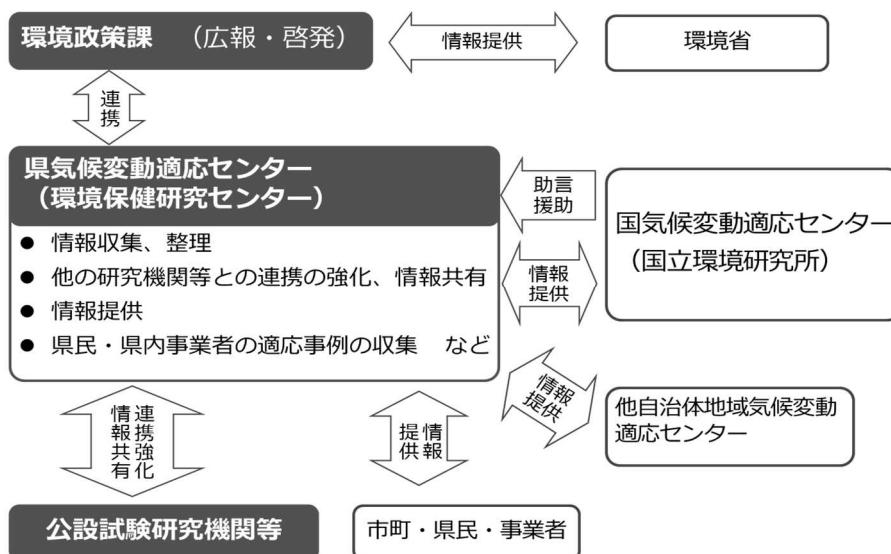 環境政策課　（広報・啓発）
情報提供
環境省
連携
県気候変動適応センター
（環境保健研究センター）
● 情報収集、整理
● 他の研究機関等との連携の強化、情報共有
● 情報提供
● 県民・県内事業者の適応事例の収集　など
助言
援助
情報
提供
国気候変動適応センター
（国立環境研究所）
情報
提供
他自治体地域気候変動
適応センター
連携強化
情報共有
情報
提供
公設試験研究機関等
市町・県民・事業者